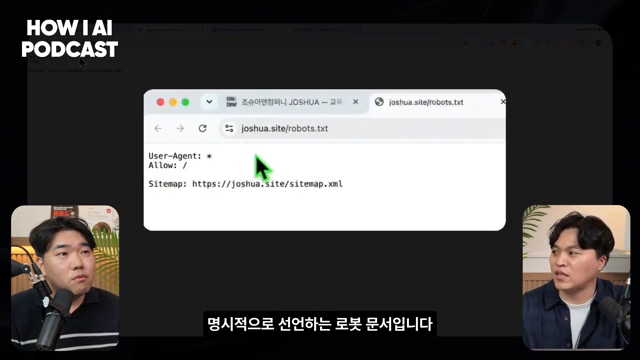 HOW I AI
PODCAST
조슈아앤컴퍼니 JOSHUA — 교육
joshua.site/robots.txt
joshua.site/robots.txt
User-Agent: *
Allow: /
Sitemap: https://joshua.site/sitemap.xml
명시적으로 선언하는 로봇 문서입니다